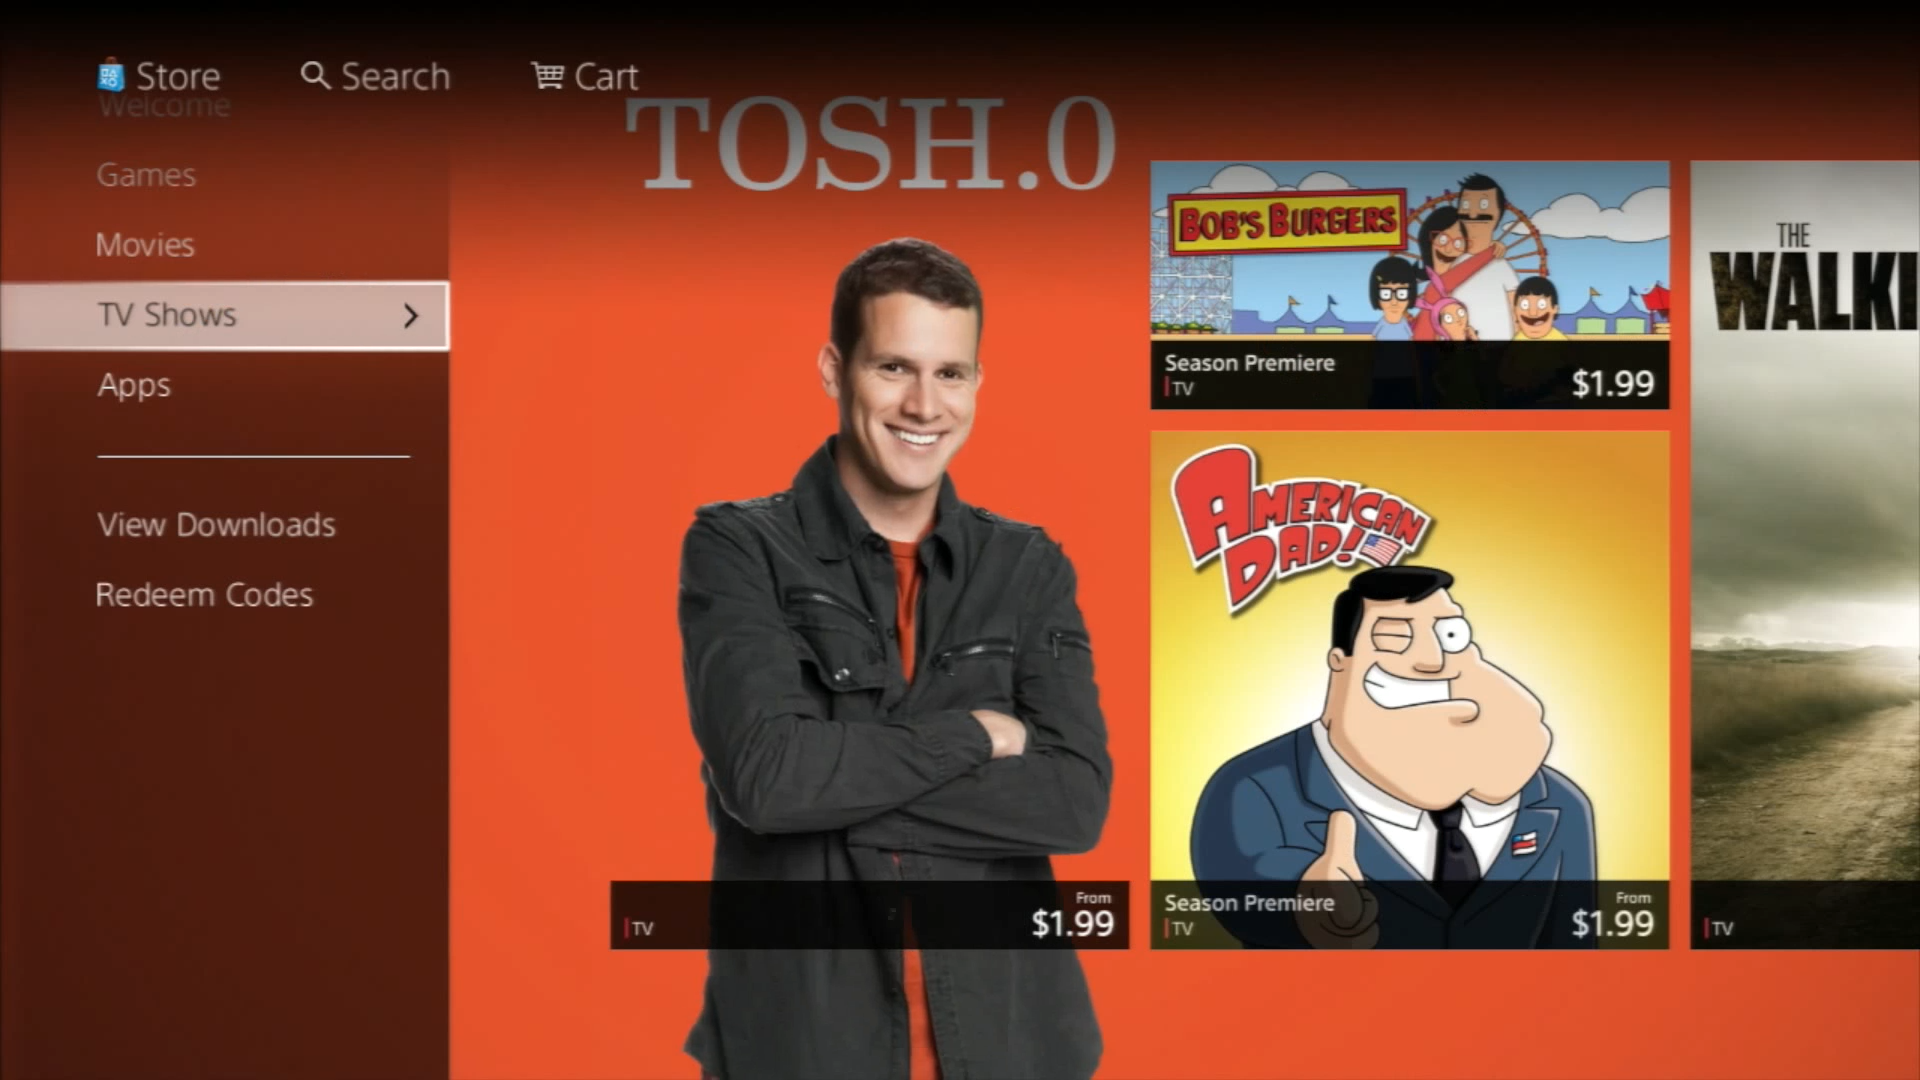 Store
Search
Cart
Welcome
Games
Movies
TV Shows
Apps
View Downloads
Redeem Codes
TOSH.0
From
TV
$1.99
BOB'S BURGERS
Season Premiere
TV
$1.99
AMERICAN
DAD!
Season Premiere
From
TV
$1.99
THE
WALKI
TV